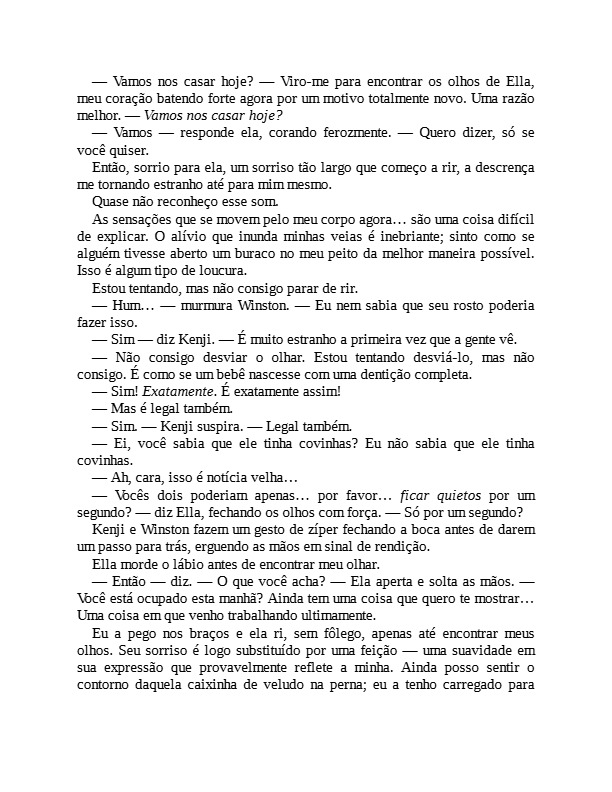 — Vamos nos casar hoje? — Viro-me para encontrar os olhos de Ella,
meu coração batendo forte agora por um motivo totalmente novo. Uma razão
melhor. — Vamos nos casar hoje?
— Vamos — responde ela, corando ferozmente. — Quero dizer, só se
você quiser.
Então, sorrio para ela, um sorriso tão largo que começo a rir, a descrença
me tornando estranho até para mim mesmo.
Quase não reconheço esse som.
As sensações que se movem pelo meu corpo agora… são uma coisa difícil
de explicar. O alívio que inunda minhas veias é inebriante; sinto como se
alguém tivesse aberto um buraco no meu peito da melhor maneira possível.
Isso é algum tipo de loucura.
Estou tentando, mas não consigo parar de rir.
— Hum… — murmura Winston. — Eu nem sabia que seu rosto poderia
fazer isso.
— Sim — diz Kenji. — É muito estranho a primeira vez que a gente vê.
— Não consigo desviar o olhar. Estou tentando desviá-lo, mas não
consigo. É como se um bebê nascesse com uma dentição completa.
— Sim! Exatamente. É exatamente assim!
— Mas é legal também.
— Sim. — Kenji suspira. — Legal também.
— Ei, você sabia que ele tinha covinhas? Eu não sabia que ele tinha
covinhas.
— Ah, cara, isso é notícia velha…
— Vocês dois poderiam apenas… por favor… ficar quietos por um
segundo? — diz Ella, fechando os olhos com força. — Só por um segundo?
Kenji e Winston fazem um gesto de zíper fechando a boca antes de darem
um passo para trás, erguendo as mãos em sinal de rendição.
Ella morde o lábio antes de encontrar meu olhar.
— Então — diz. — O que você acha? — Ela aperta e solta as mãos. —
Você está ocupado esta manhã? Ainda tem uma coisa que quero te mostrar…
Uma coisa em que venho trabalhando ultimamente.
Eu a pego nos braços e ela ri, sem fôlego, apenas até encontrar meus
olhos. Seu sorriso é logo substituído por uma feição — uma suavidade em
sua expressão que provavelmente reflete a minha. Ainda posso sentir o
contorno daquela caixinha de veludo na perna; eu a tenho carregado para